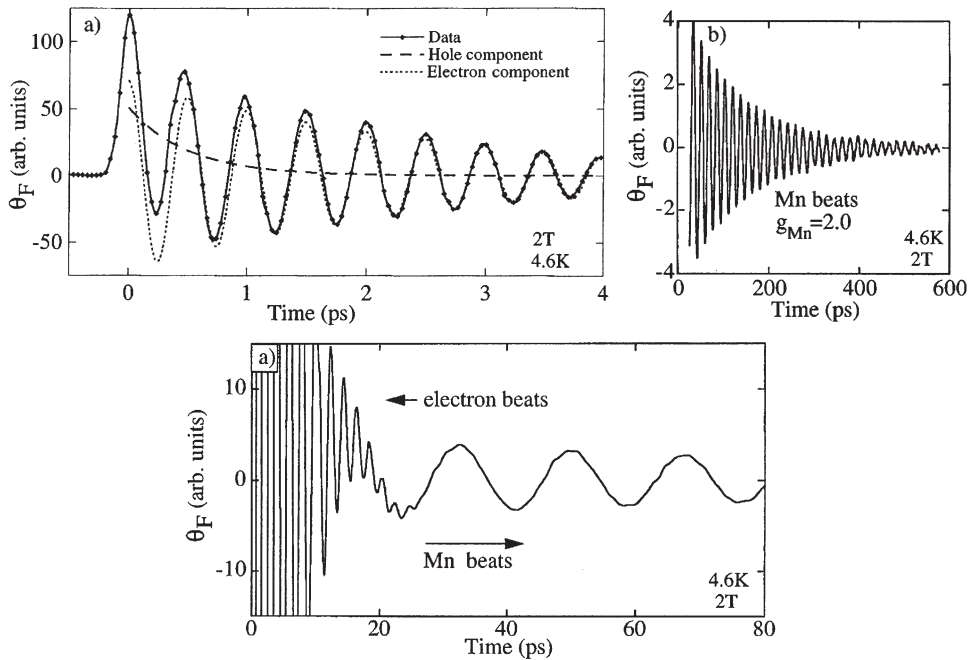 a)
Data
Hole component
Electron component
2T
4.6K
θF (arb. units)
100
50
0
-50
0
1
2
3
4
Time (ps)
b)
θF (arb. units)
4
2
0
-2
-4
Mn beats
gMn=2.0
4.6K
2T
0
200
400
600
Time (ps)
a)
electron beats
Mn beats
4.6K
2T
θF (arb. units)
10
0
-10
0
20
40
60
80
Time (ps)